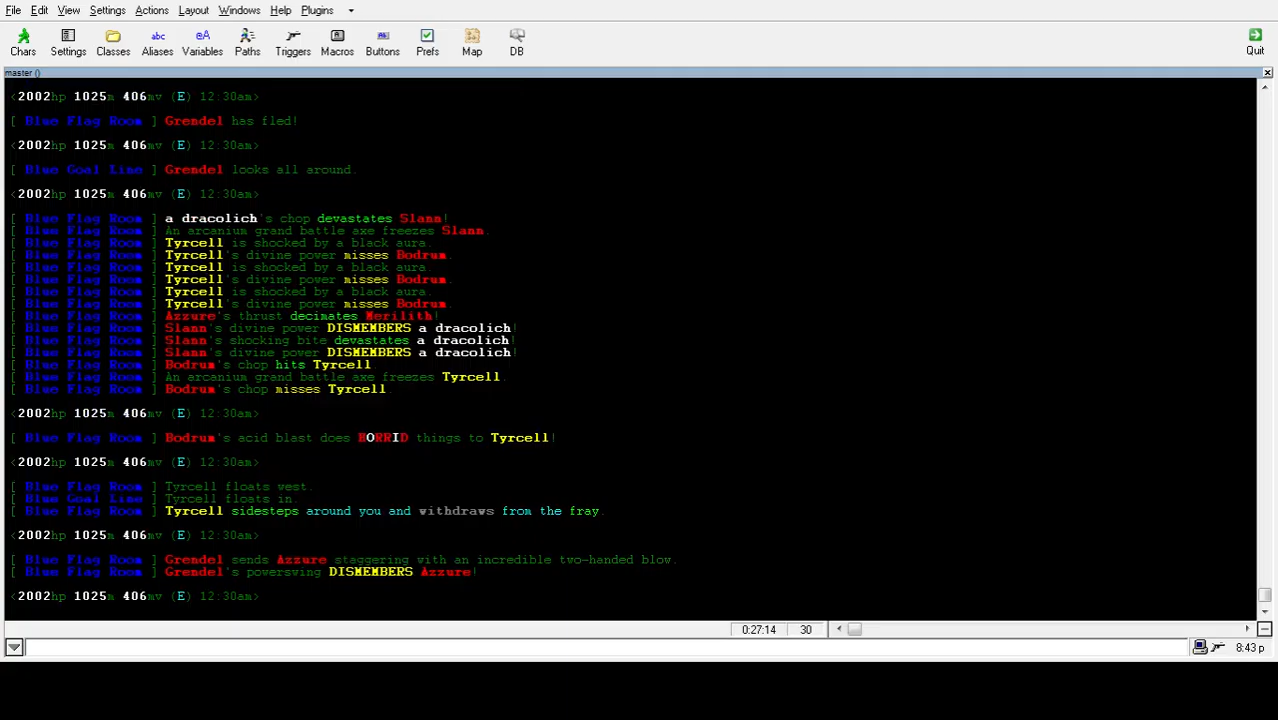 File Edit View Settings Actions Layout Windows Help Plugins
abc eA ab
Chars Settings Classes Aliases Variables Paths Triggers Macros Buttons Prefs Map DB Quit
master ()
<2002hp 1025m 406mv (E) 12:30am>
[ Blue Flag Room ] Grendel has fled!
<2002hp 1025m 406mv (E) 12:30am>
[ Blue Goal Line ] Grendel looks all around.
<2002hp 1025m 406mv (E) 12:30am>
[ Blue Flag Room ] a dracolich's chop devastates Slann!
[ Blue Flag Room ] An arcanium grand battle axe freezes Slann.
[ Blue Flag Room ] Tyrcell is shocked by a black aura.
[ Blue Flag Room ] Tyrcell's divine power misses Bodrum.
[ Blue Flag Room ] Tyrcell is shocked by a black aura.
[ Blue Flag Room ] Tyrcell's divine power misses Bodrum.
[ Blue Flag Room ] Tyrcell is shocked by a black aura.
[ Blue Flag Room ] Tyrcell's divine power misses Bodrum.
[ Blue Flag Room ] Azzure's thrust decimates Merilith!
[ Blue Flag Room ] Slann's divine power DISMEMBERS a dracolich!
[ Blue Flag Room ] Slann's shocking bite devastates a dracolich!
[ Blue Flag Room ] Slann's divine power DISMEMBERS a dracolich!
[ Blue Flag Room ] Bodrum's chop hits Tyrcell.
[ Blue Flag Room ] An arcanium grand battle axe freezes Tyrcell.
[ Blue Flag Room ] Bodrum's chop misses Tyrcell.
<2002hp 1025m 406mv (E) 12:30am>
[ Blue Flag Room ] Bodrum's acid blast does HORRID things to Tyrcell!
<2002hp 1025m 406mv (E) 12:30am>
[ Blue Flag Room ] Tyrcell floats west.
[ Blue Goal Line ] Tyrcell floats in.
[ Blue Flag Room ] Tyrcell sidesteps around you and withdraws from the fray.
<2002hp 1025m 406mv (E) 12:30am>
[ Blue Flag Room ] Grendel sends Azzure staggering with an incredible two-handed blow.
[ Blue Flag Room ] Grendel's powerswing DISMEMBERS Azzure!
<2002hp 1025m 406mv (E) 12:30am>
0:27:14 30
8:43 p